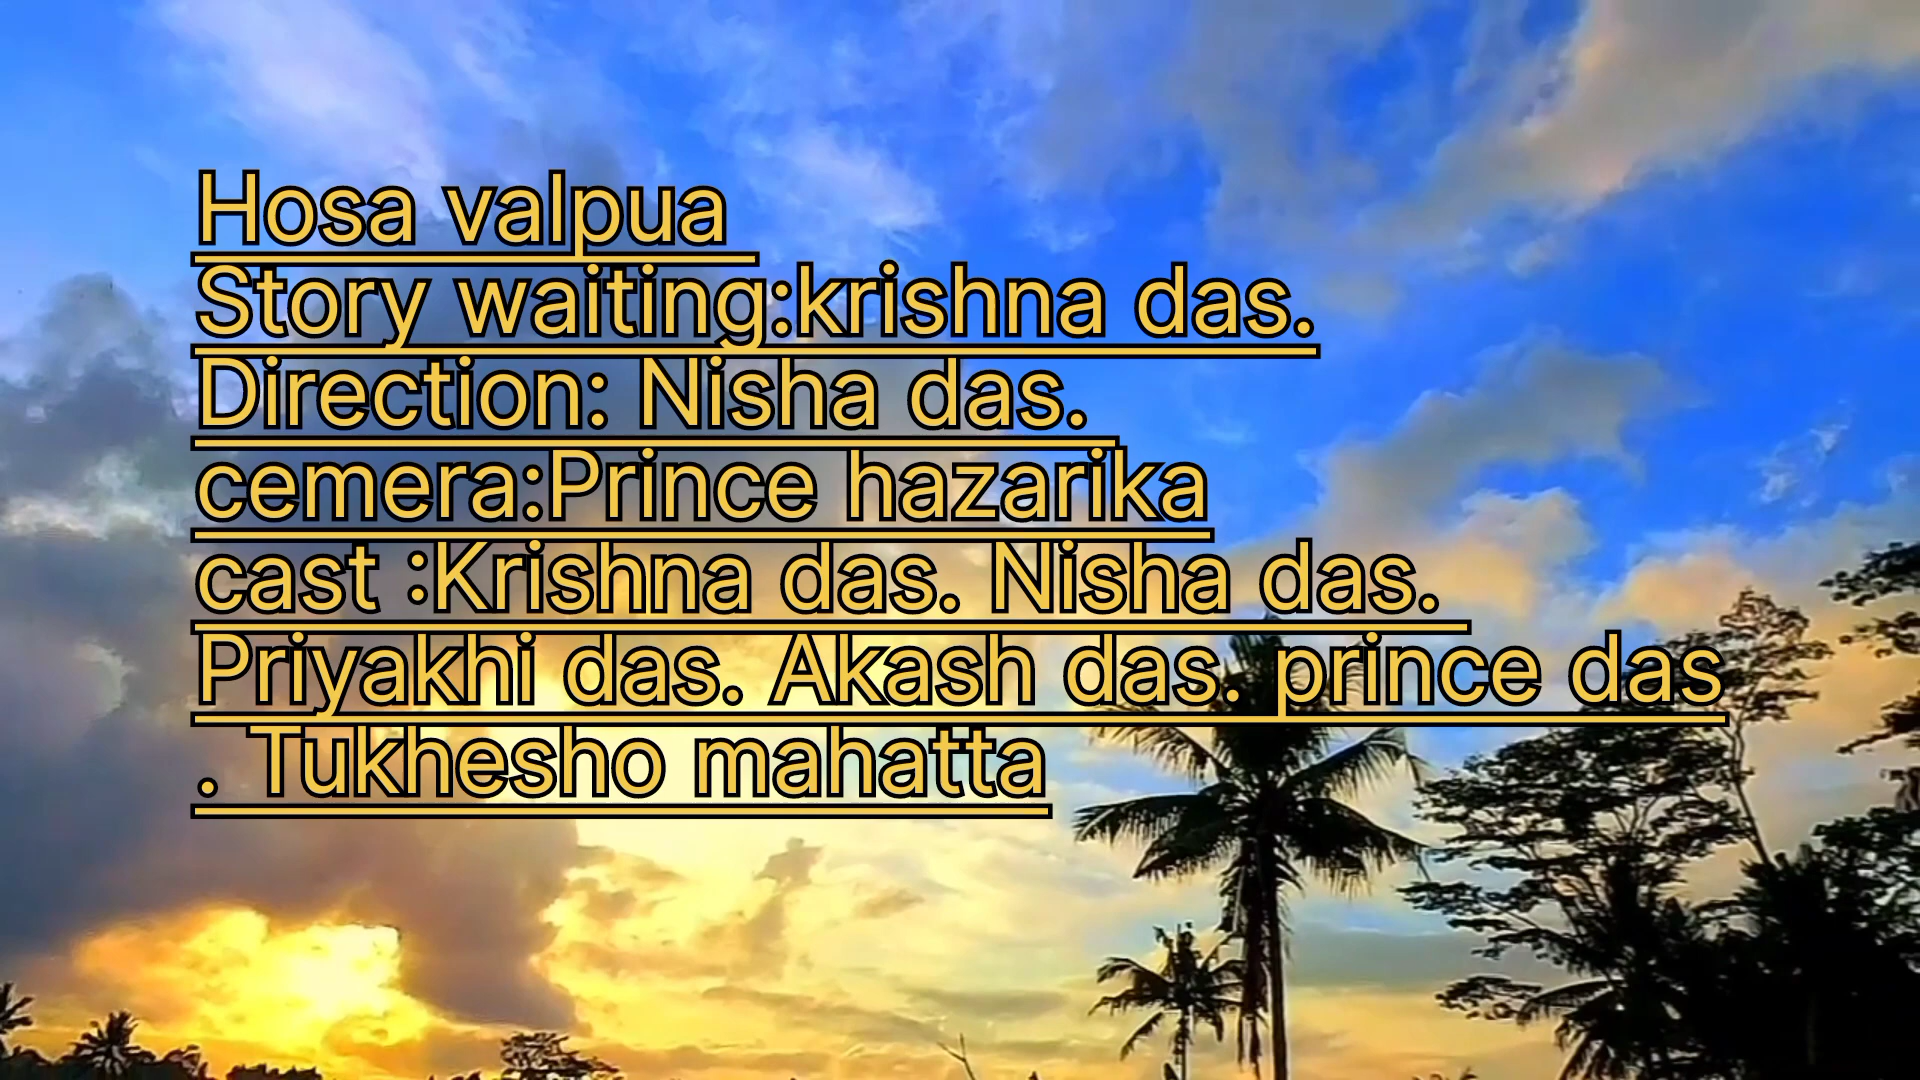 Hosa valpua
Story waiting:krishna das.
Direction: Nisha das.
cemera:Prince hazarika
cast :Krishna das. Nisha das.
Priyakhi das. Akash das. prince das
. Tukhesho mahatta